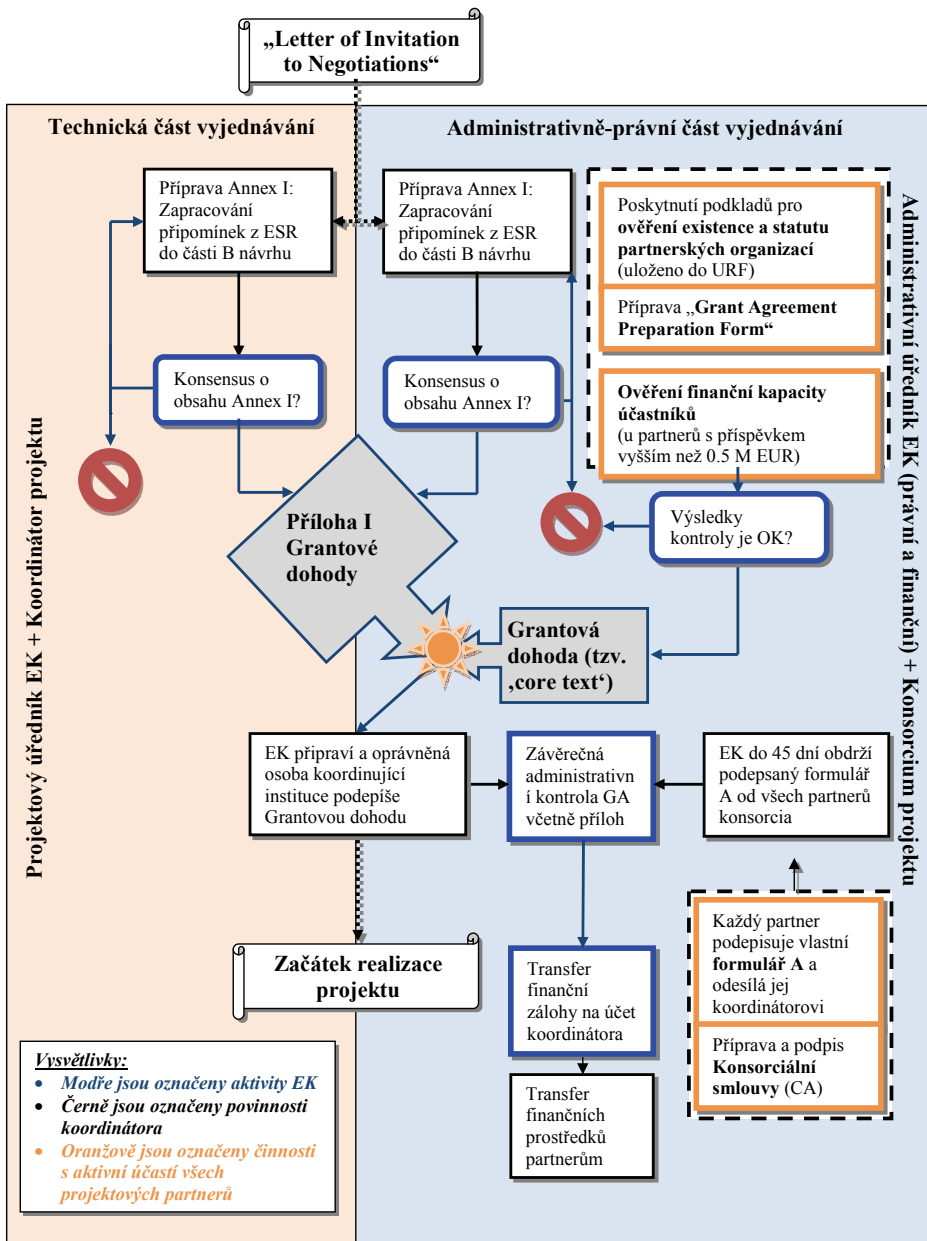 „Letter of Invitation
to Negotiations“
Technická část vyjednávání
Administrativně-právní část vyjednávání
Projektový úředník EK + Koordinátor projektu
Administrativní úředník EK (právní a finanční) + Konsorcium projektu
Příprava Annex I:
Zapracování
připomínek z ESR
do části B návrhu
Příprava Annex I:
Zapracování
připomínek z ESR
do části B návrhu
Poskytnutí podkladů pro
ověření existence a statutu
partnerských organizací
(uloženo do URF)
Příprava „Grant Agreement
Preparation Form“
Konsensus o
obsahu Annex I?
Konsensus o
obsahu Annex I?
Ověření finanční kapacity
účastníků
(u partnerů s příspěvkem
vyšším než 0.5 M EUR)
Výsledky
kontroly je OK?
Příloha I
Grantové
dohody
Grantová
dohoda (tzv.
‚core text‘)
EK připraví a oprávněná
osoba koordinující
instituce podepíše
Grantovou dohodu
Závěrečná
administrativn
í kontrola GA
včetně příloh
EK do 45 dní obdrží
podepsaný formulář
A od všech partnerů
konsorcia
Začátek realizace
projektu
Transfer
finanční
zálohy na účet
koordinátora
Každý partner
podepisuje vlastní
formulář A a
odesílá jej
koordinátorovi
Příprava a podpis
Konsorciální
smlouvy (CA)
Transfer
finančních
prostředků
partnerům
Vysvětlivky:
• Modře jsou označeny aktivity EK
• Černě jsou označeny povinnosti
koordinátora
• Oranžově jsou označeny činnosti
s aktivní účastí všech
projektových partnerů